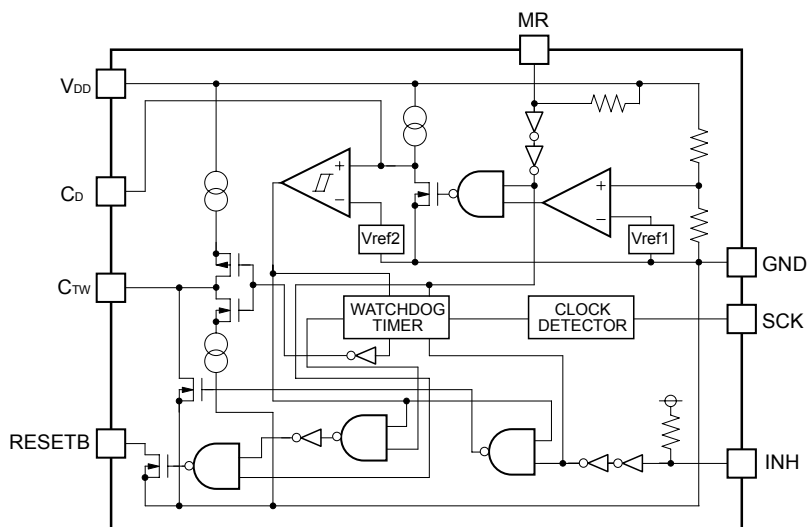 MR
VDD
CD
+
−
+
−
Vref2
Vref1
GND
CTW
WATCHDOG
TIMER
CLOCK
DETECTOR
SCK
RESETB
INH